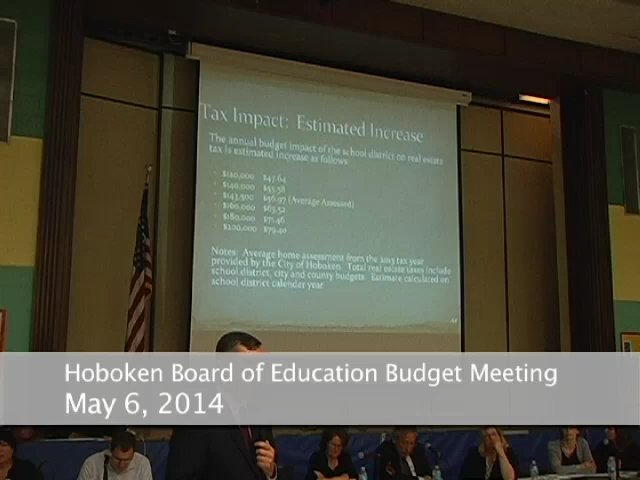 Tax Impact: Estimated Increase
The annual budget impact of the school district on real estate
tax is estimated increase as follows:
$120,000 $47.64
$140,000 $55.58
$143,500 $56.97 (Average Assessed)
$160,000 $63.52
$180,000 $71.46
$200,000 $79.40
Notes: Average home assessment from the 2013 tax year
provided by the City of Hoboken. Total real estate taxes include
school district, city and county budgets. Estimate calculated on
school district calendar year
Hoboken Board of Education Budget Meeting
May 6, 2014